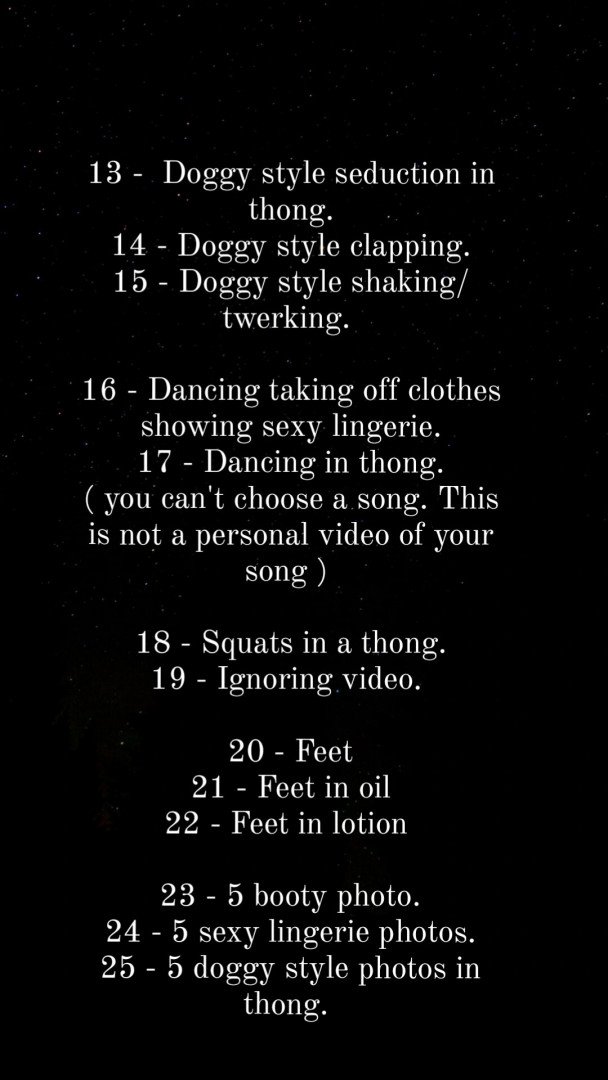 13 - Doggy style seduction in
thong.
14 - Doggy style clapping.
15 - Doggy style shaking/
twerking.
16 - Dancing taking off clothes
showing sexy lingerie.
17 - Dancing in thong.
( you can't choose a song. This
is not a personal video of your
song )
18 - Squats in a thong.
19 - Ignoring video.
20 - Feet
21 - Feet in oil
22 - Feet in lotion
23 - 5 booty photo.
24 - 5 sexy lingerie photos.
25 - 5 doggy style photos in
thong.